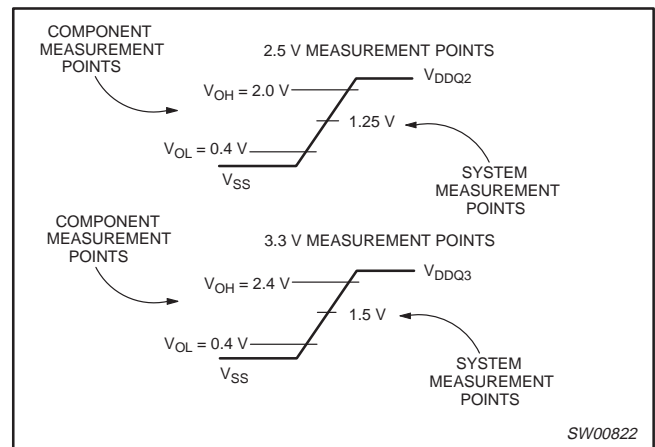 COMPONENT
MEASUREMENT
POINTS
2.5 V MEASUREMENT POINTS
VDDQ2
VOH = 2.0 V
1.25 V
VOL = 0.4 V
VSS
SYSTEM
MEASUREMENT
POINTS
COMPONENT
MEASUREMENT
POINTS
3.3 V MEASUREMENT POINTS
VDDQ3
VOH = 2.4 V
1.5 V
VOL = 0.4 V
VSS
SYSTEM
MEASUREMENT
POINTS
SW00822